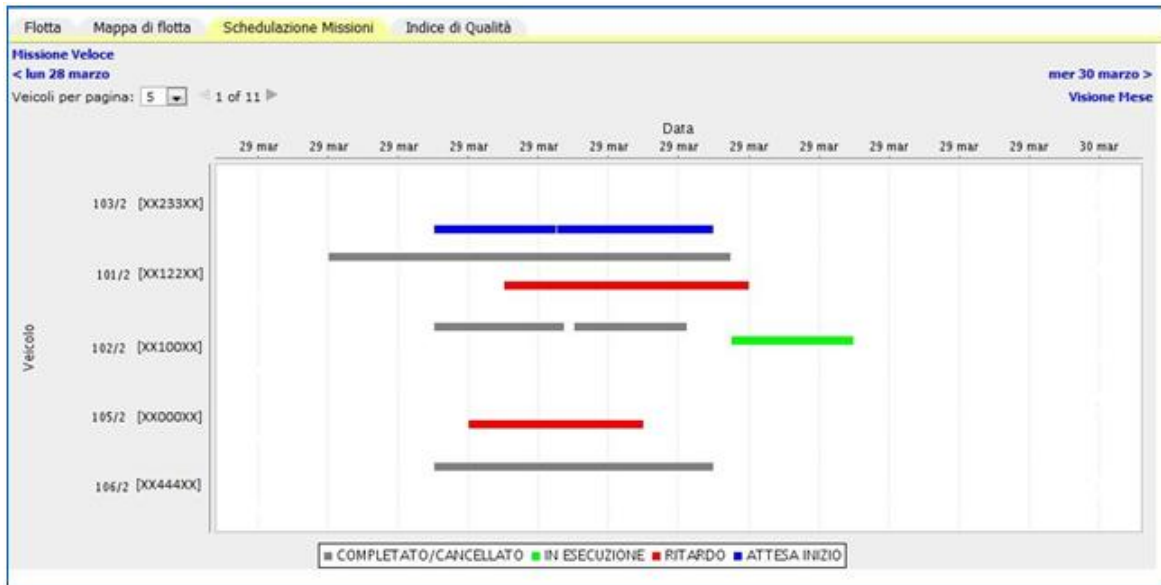 Flotta Mappa di flotta Schedulazione Missioni Indice di Qualità
Missione Veloce
< lun 28 marzo mer 30 marzo >
Veicoli per pagina: 5 1 of 11 Visione Mese
Data
29 mar 29 mar 29 mar 29 mar 29 mar 29 mar 29 mar 29 mar 29 mar 29 mar 29 mar 29 mar 30 mar
Veicolo
103/2 [XX233XX]
101/2 [XX122XX]
102/2 [XX100XX]
105/2 [XX000XX]
106/2 [XX444XX]
COMPLETATO/CANCELLATO IN ESECUZIONE RITARDO ATTESA INIZIO